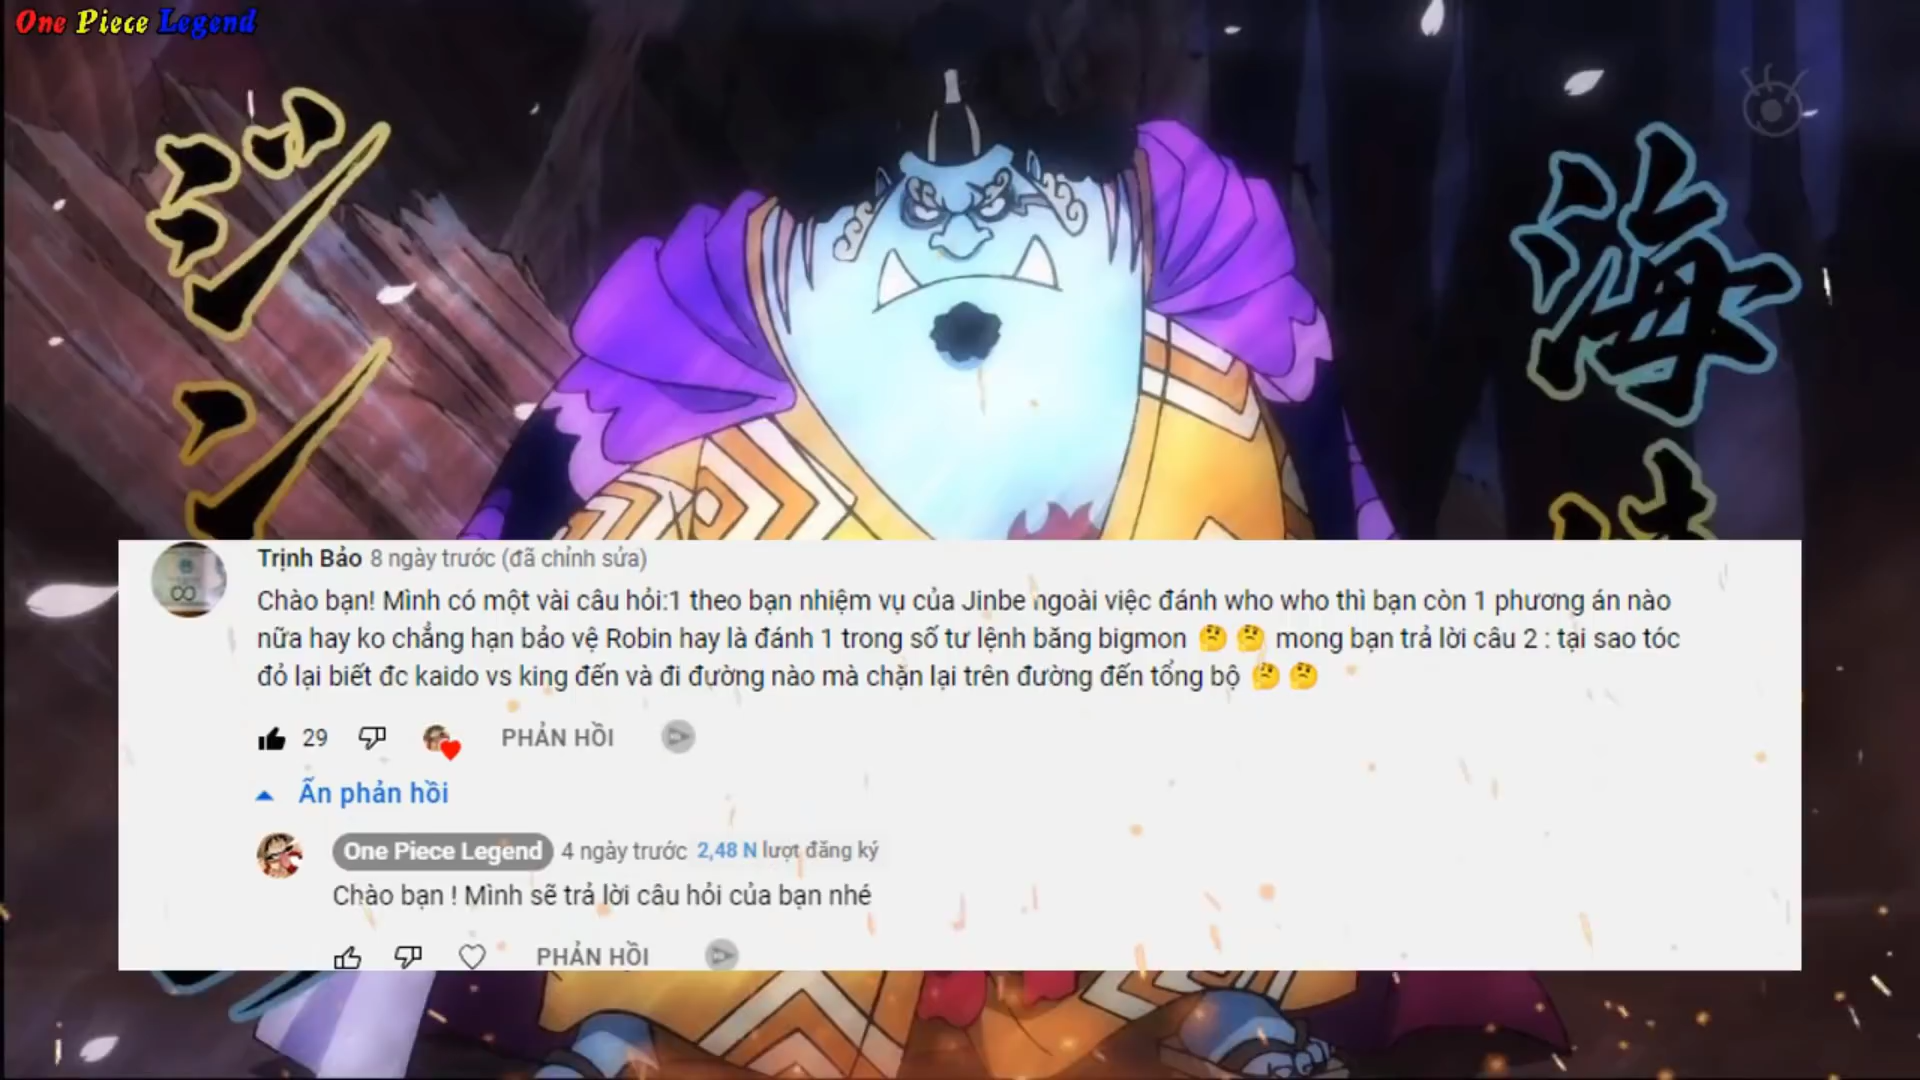 One Piece Legend
ジン
海
Trịnh Bảo 8 ngày trước (đã chỉnh sửa)
Chào bạn! Mình có một vài câu hỏi:1 theo bạn nhiệm vụ của Jinbe ngoài việc đánh who who thì bạn còn 1 phương án nào
nữa hay ko chẳng hạn bảo vệ Robin hay là đánh 1 trong số tư lệnh băng bigmon 🤔 🤔 mong bạn trả lời câu 2 : tại sao tóc
đỏ lại biết đc kaido vs king đến và đi đường nào mà chặn lại trên đường đến tổng bộ 🤔 🤔
29 PHẢN HỒI
Ẩn phản hồi
One Piece Legend 4 ngày trước 2,48 N lượt đăng ký
Chào bạn ! Mình sẽ trả lời câu hỏi của bạn nhé
PHẢN HỒI